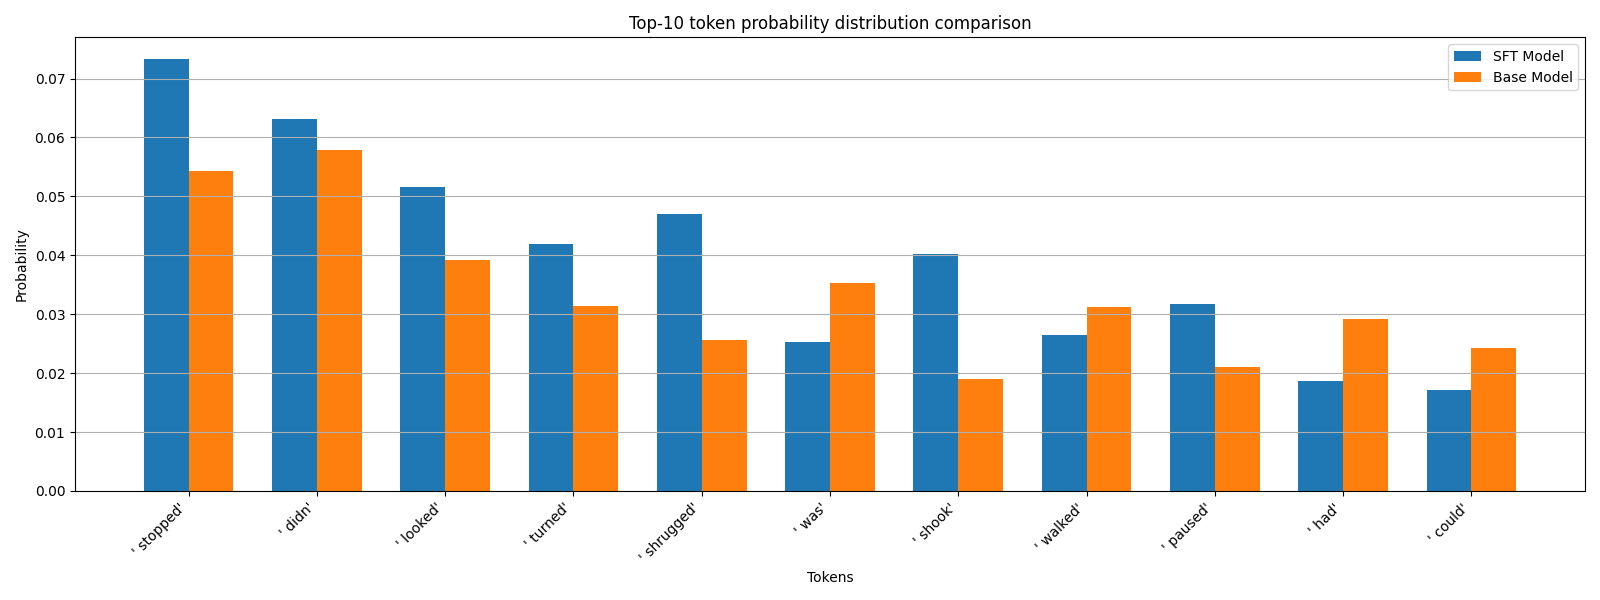 Top-10 token probability distribution comparison
SFT Model
Base Model
Probability
0.07
0.06
0.05
0.04
0.03
0.02
0.01
0.00
' stopped'
' didn'
' looked'
' turned'
' shrugged'
' was'
' shook'
' walked'
' paused'
' had'
' could'
Tokens